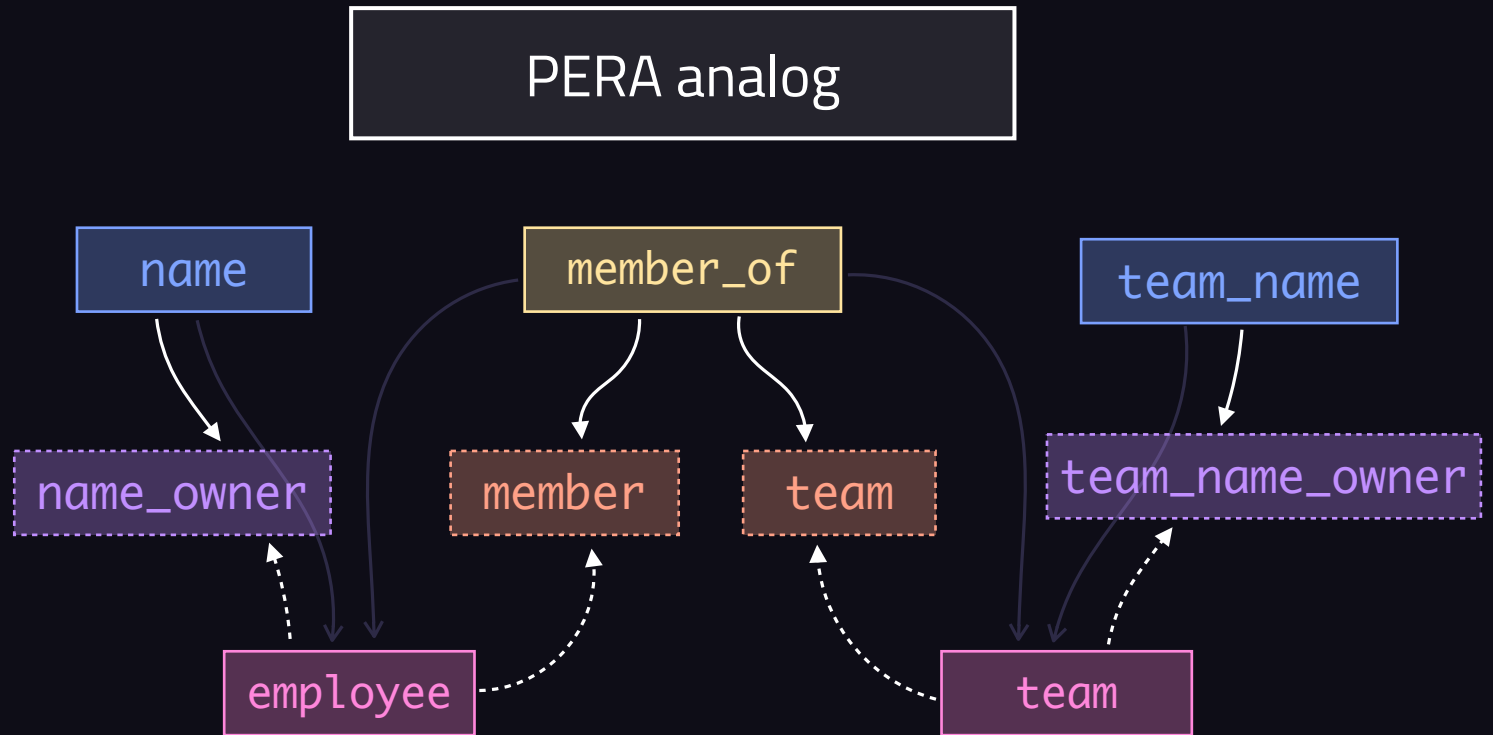 PERA analog
name
member_of
team_name
name_owner
member
team
team_name_owner
employee
team